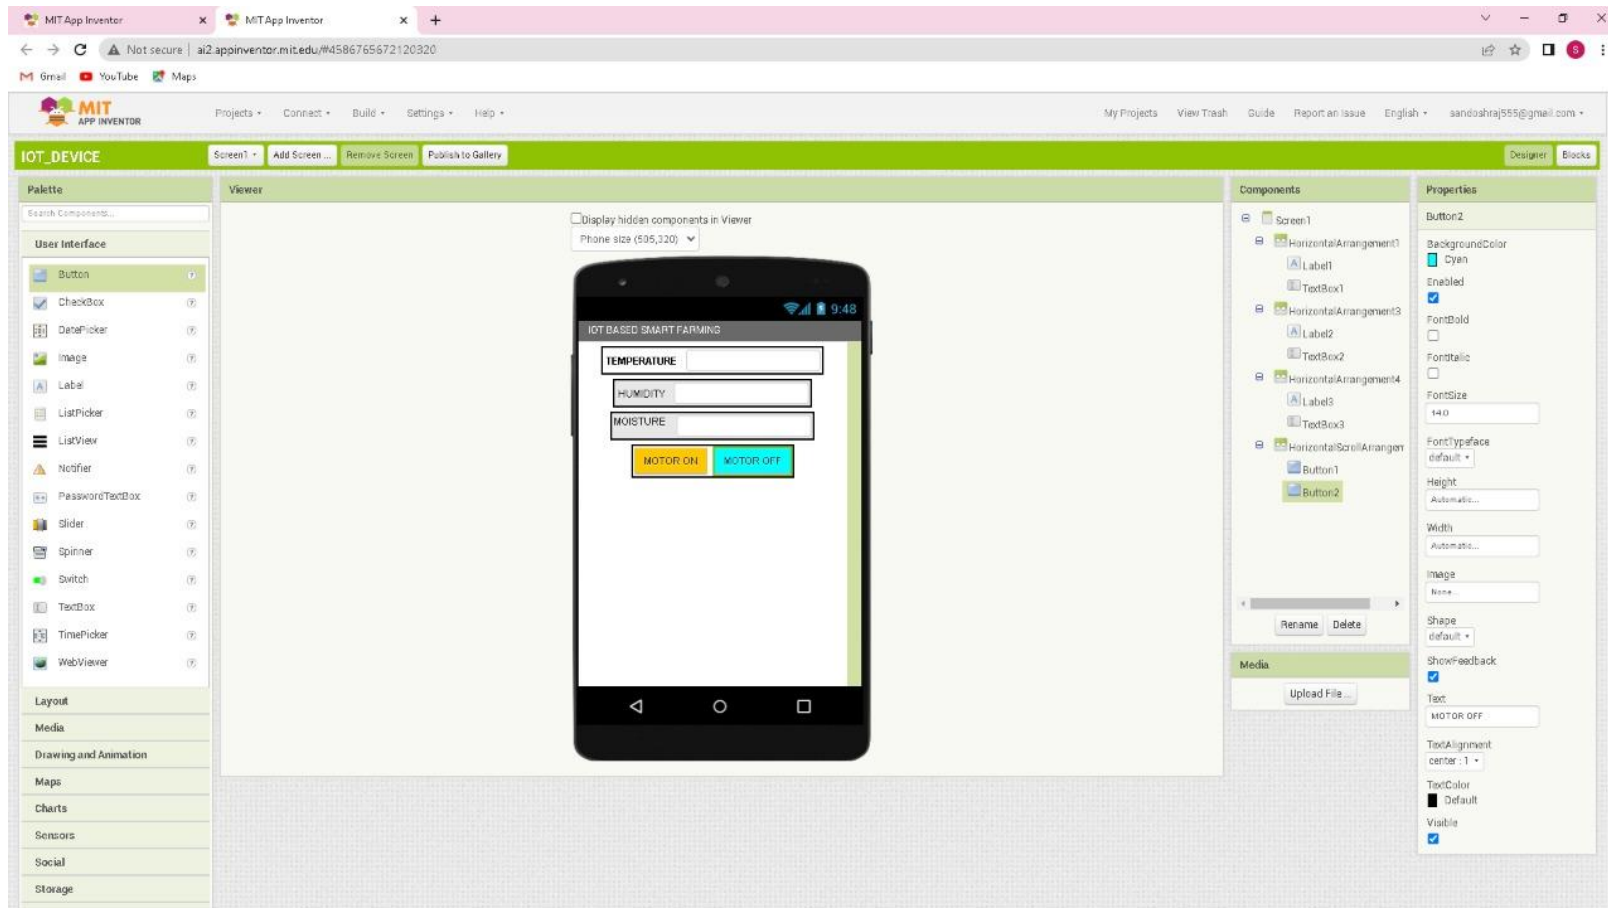 MIT App Inventor
MIT App Inventor
Not secure | ai2.appinventor.mit.edu/#4586765672120320
S
Gmail YouTube Maps
MIT
APP INVENTOR
Projects Connect Build Settings Help
My Projects View Trash Guide Report an Issue English sandoshraj555@gmail.com
IOT_DEVICE
Screen1 Add Screen ... Remove Screen Publish to Gallery
Designer Blocks
Palette
Search Components...
User Interface
Button
CheckBox
DatePicker
Image
Label
ListPicker
ListView
Notifier
PasswordTextBox
Slider
Spinner
Switch
TextBox
TimePicker
WebViewer
Layout
Media
Drawing and Animation
Maps
Charts
Sensors
Social
Storage
Viewer
Display hidden components in Viewer
Phone size (505,320)
9:48
IOT BASED SMART FARMING
TEMPERATURE
HUMIDITY
MOISTURE
MOTOR ON MOTOR OFF
Components
Screen1
HorizontalArrangement1
Label1
TextBox1
HorizontalArrangement3
Label2
TextBox2
HorizontalArrangement4
Label3
TextBox3
HorizontalScrollArrangem
Button1
Button2
Rename Delete
Media
Upload File ...
Properties
Button2
BackgroundColor
Cyan
Enabled
FontBold
FontItalic
FontSize
14.0
FontTypeface
default
Height
Automatic...
Width
Automatic...
Image
None...
Shape
default
ShowFeedback
Text
MOTOR OFF
TextAlignment
center : 1
TextColor
Default
Visible